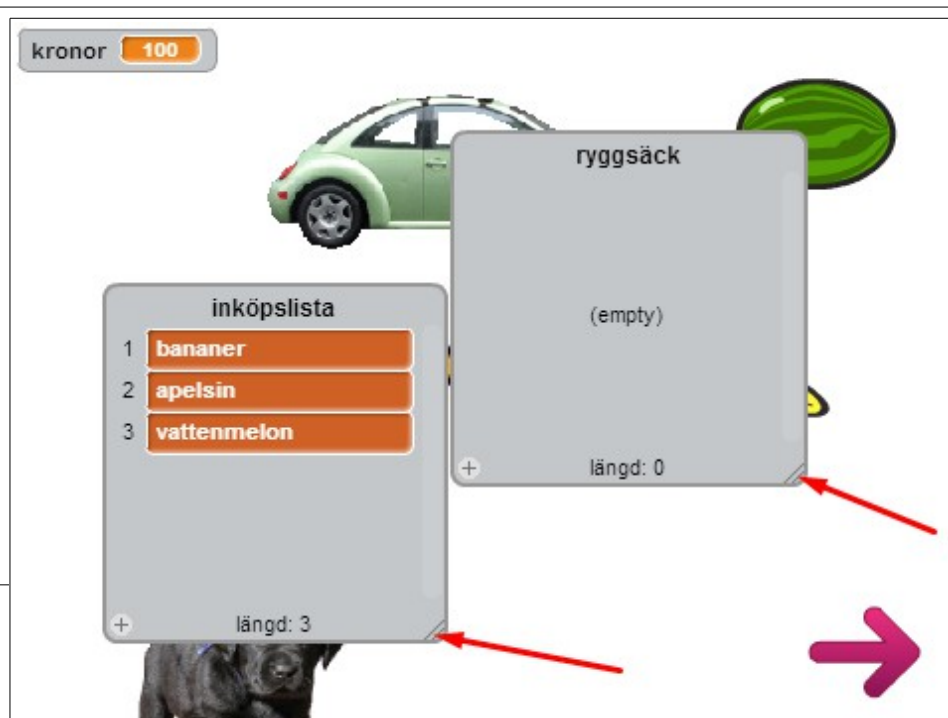 kronor 100
ryggsäck
(empty)
längd: 0
inköpslista
1 bananer
2 apelsin
3 vattenmelon
längd: 3